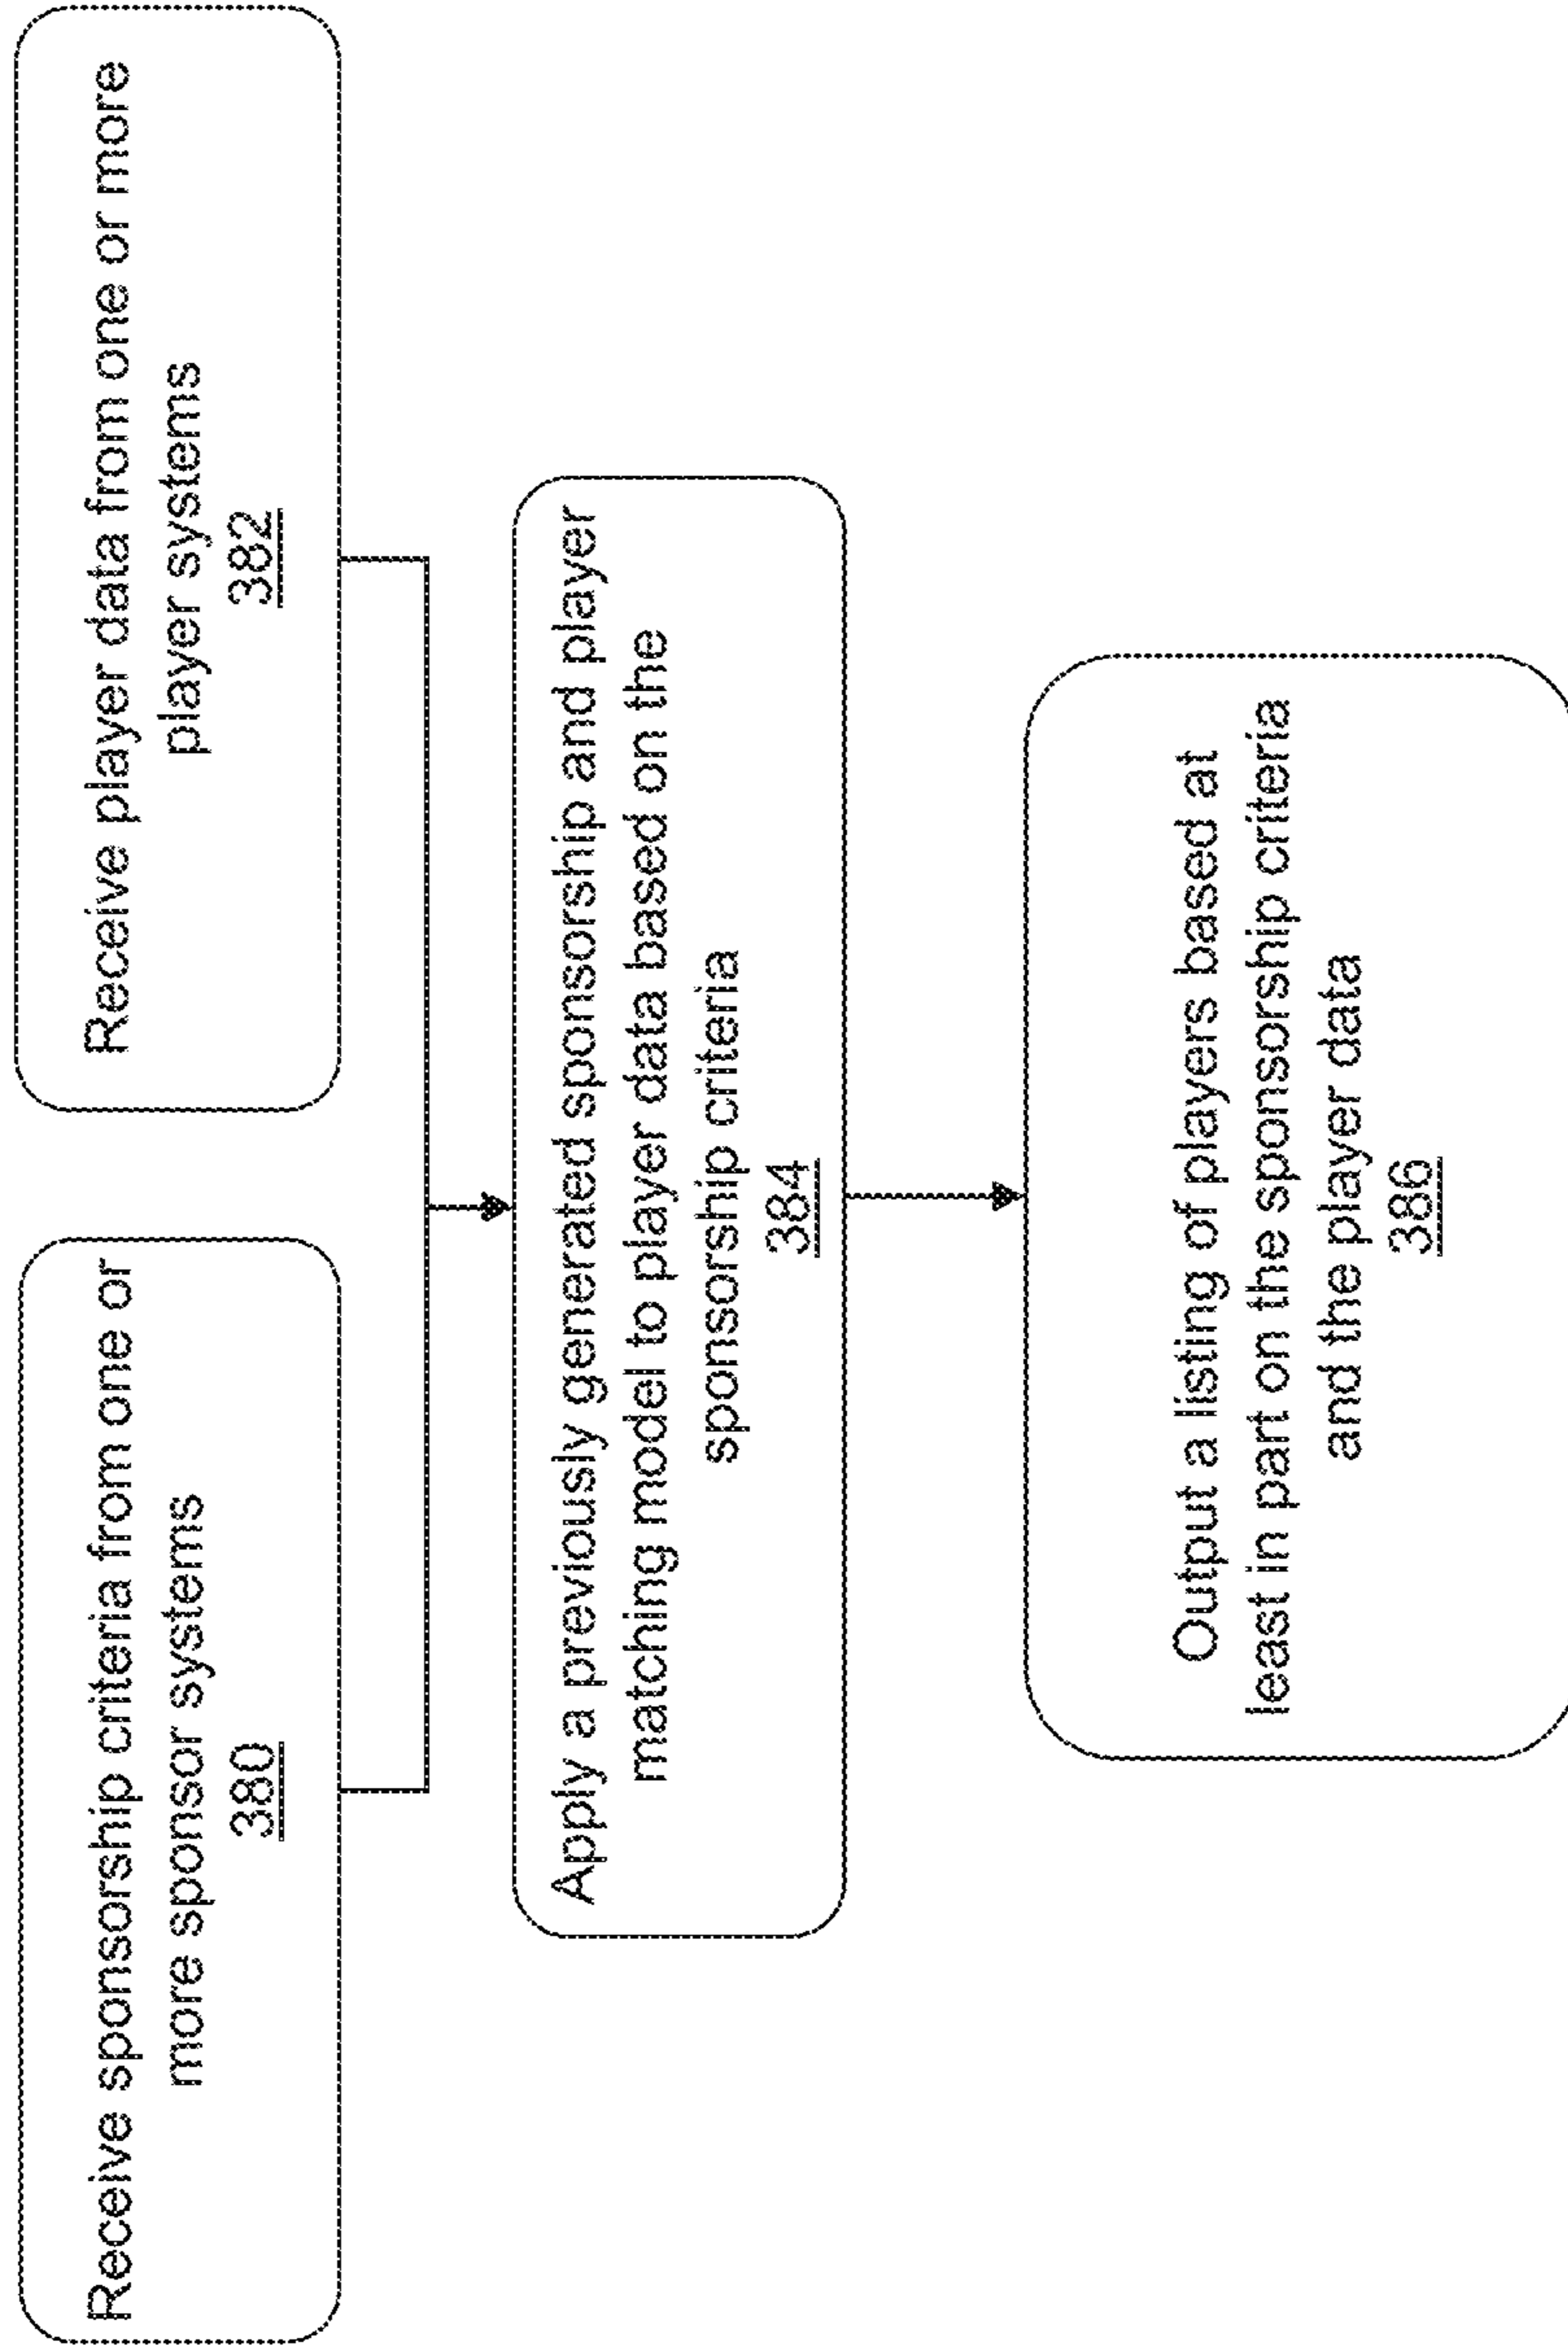 Receive sponsorship criteria from one or
more sponsor systems
380
Receive player data from one or more
player systems
382
Apply a previously generated sponsorship and player
matching model to player data based on the
sponsorship criteria
384
Output a listing of players based at
least in part on the sponsorship criteria
and the player data
386